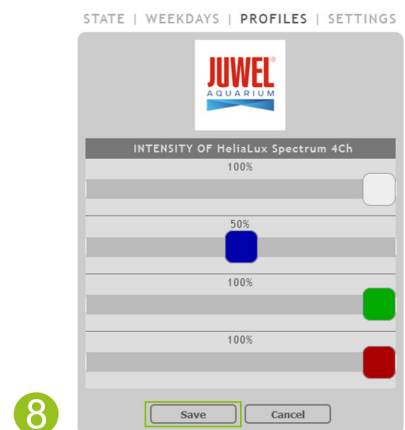 STATE | WEEKDAYS | PROFILES | SETTINGS
JUWEL
AQUARIUM
INTENSITY OF HeliaLux Spectrum 4Ch
100%
50%
100%
100%
8
Save Cancel